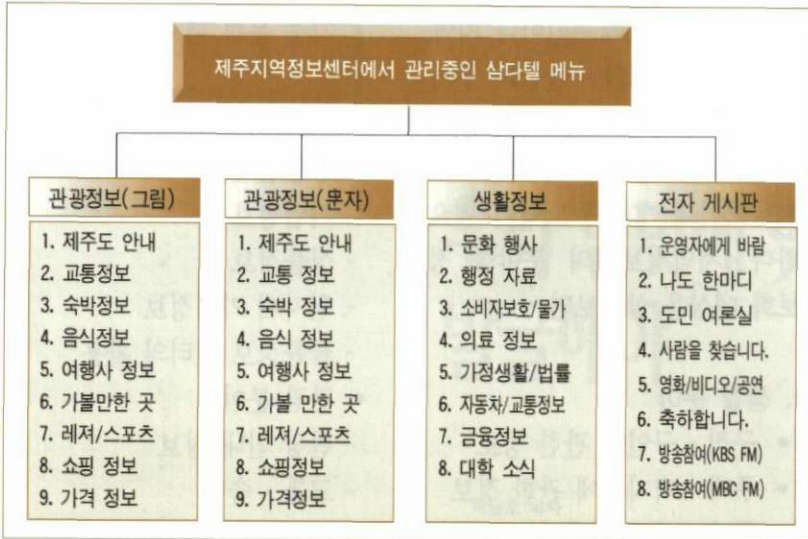 제주지역정보센터에서 관리중인 삼다텔 메뉴
관광정보(그림)
1. 제주도 안내
2. 교통정보
3. 숙박정보
4. 음식정보
5. 여행사 정보
6. 가볼만한 곳
7. 레져/스포츠
8. 쇼핑 정보
9. 가격 정보
관광정보(문자)
1. 제주도 안내
2. 교통 정보
3. 숙박 정보
4. 음식 정보
5. 여행사 정보
6. 가볼 만한 곳
7. 레져/스포츠
8. 쇼핑정보
9. 가격정보
생활정보
1. 문화 행사
2. 행정 자료
3. 소비자보호/물가
4. 의료 정보
5. 가정생활/법률
6. 자동차/교통정보
7. 금융정보
8. 대학 소식
전자 게시판
1. 운영자에게 바람
2. 나도 한마디
3. 도민 여론실
4. 사람을 찾습니다.
5. 영화/비디오/공연
6. 축하합니다.
7. 방송참여(KBS FM)
8. 방송참여(MBC FM)